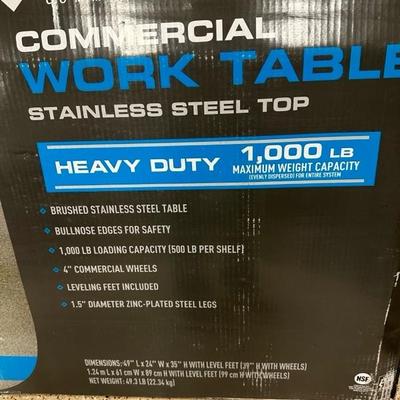 COMMERCIAL
WORK TABLE
STAINLESS STEEL TOP
HEAVY DUTY 1,000 LB
MAXIMUM WEIGHT CAPACITY
(EVENLY DISPERSED) FOR ENTIRE SYSTEM
BRUSHED STAINLESS STEEL TABLE
BULLNOSE EDGES FOR SAFETY
1,000 LB LOADING CAPACITY (500 LB PER SHELF)
4" COMMERCIAL WHEELS
LEVELING FEET INCLUDED
1.5" DIAMETER ZINC-PLATED STEEL LEGS
DIMENSIONS: 49" L x 24" W x 35" H WITH LEVEL FEET (39" H WITH WHEELS)
1.24 m L x 61 cm W x 89 cm H WITH LEVEL FEET (99 cm H WITH WHEELS)
NET WEIGHT: 49.3 LB (22.34 kg)
NSF